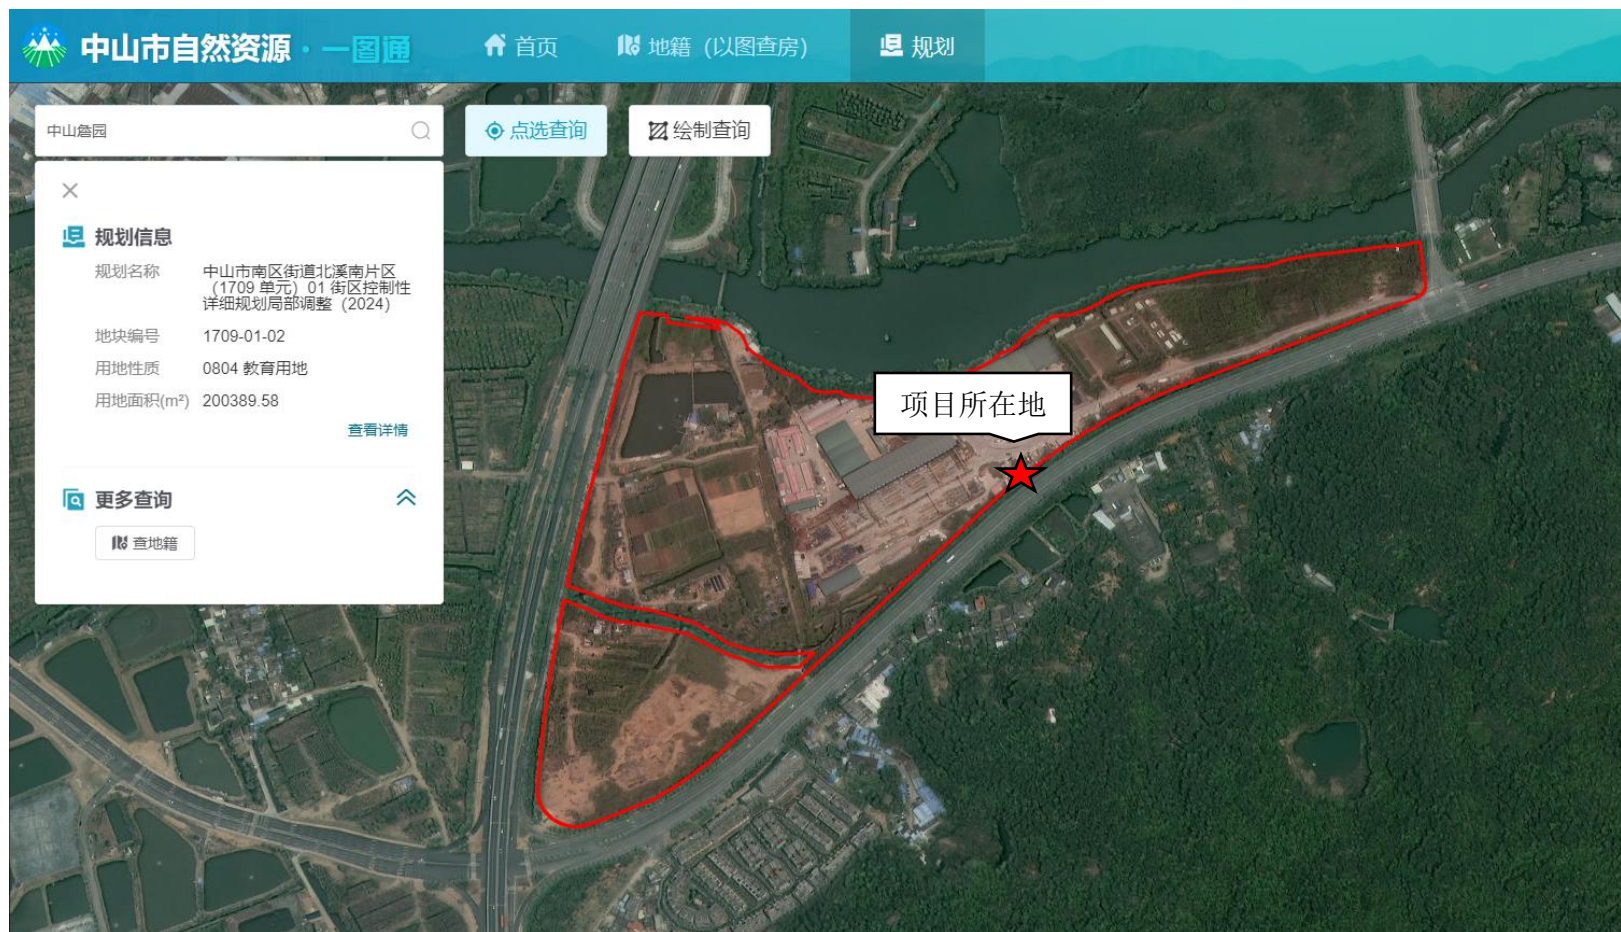 中山市自然资源·一图通
首页
地籍（以图查房）
规划
中山詹园
点选查询
绘制查询
规划信息
规划名称
中山市南区街道北溪南片区
（1709 单元）01 街区控制性
详细规划局部调整（2024）
地块编号 1709-01-02
用地性质 0804 教育用地
用地面积(m²) 200389.58
查看详情
更多查询
查地籍
项目所在地